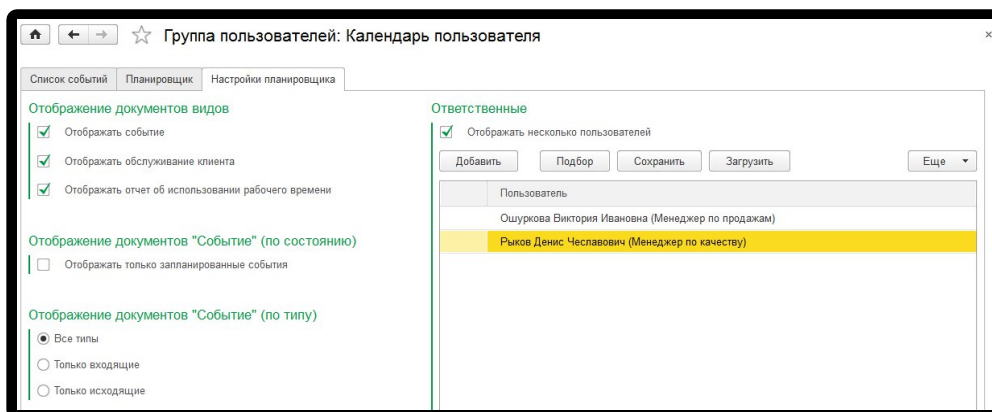 Группа пользователей: Календарь пользователя
Список событий Планировщик Настройки планировщика
Отображение документов видов
Отображать событие
Отображать обслуживание клиента
Отображать отчет об использовании рабочего времени
Отображение документов "Событие" (по состоянию)
Отображать только запланированные события
Отображение документов "Событие" (по типу)
Все типы
Только входящие
Только исходящие
Ответственные
Отображать несколько пользователей
Добавить Подбор Сохранить Загрузить Еще
Пользователь
Ошуркова Виктория Ивановна (Менеджер по продажам)
Рыков Денис Чеславович (Менеджер по качеству)